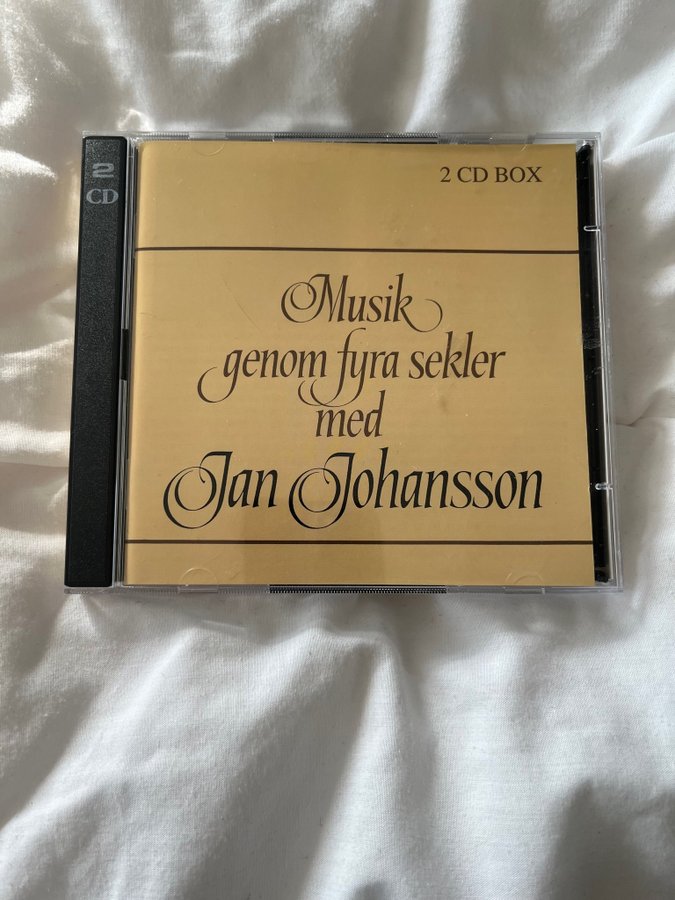 2
CD
2 CD BOX
Musik
genom fyra sekler
med
Jan Johansson